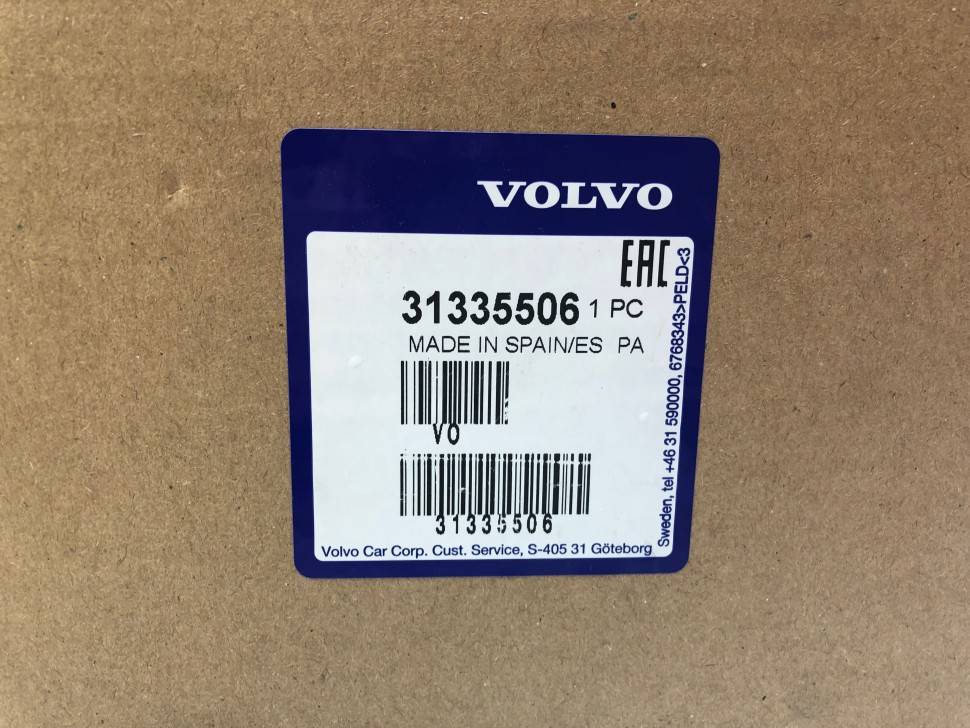 VOLVO
EAC
31335506 1 PC
MADE IN SPAIN/ES PA
VO
31335506
Volvo Car Corp. Cust. Service, S-405 31 Göteborg
Sweden, tel +46 31 590000, 6768343>PELD<3